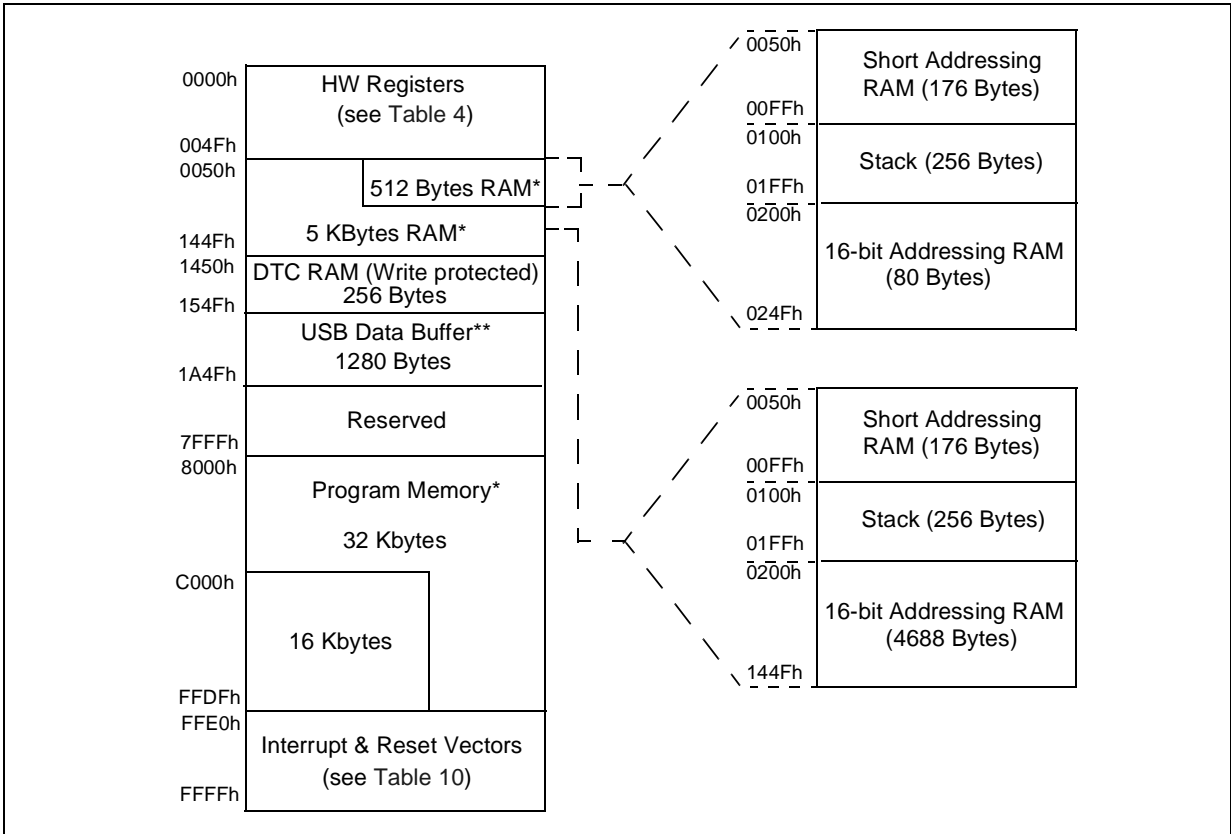 0000h
HW Registers
(see Table 4)
004Fh
0050h
512 Bytes RAM*
5 KBytes RAM*
144Fh
1450h
DTC RAM (Write protected)
256 Bytes
154Fh
USB Data Buffer**
1280 Bytes
1A4Fh
Reserved
7FFFh
8000h
Program Memory*
32 Kbytes
C000h
16 Kbytes
FFDFh
FFE0h
Interrupt & Reset Vectors
(see Table 10)
FFFFh
0050h
Short Addressing
RAM (176 Bytes)
00FFh
0100h
Stack (256 Bytes)
01FFh
0200h
16-bit Addressing RAM
(80 Bytes)
024Fh
0050h
Short Addressing
RAM (176 Bytes)
00FFh
0100h
Stack (256 Bytes)
01FFh
0200h
16-bit Addressing RAM
(4688 Bytes)
144Fh